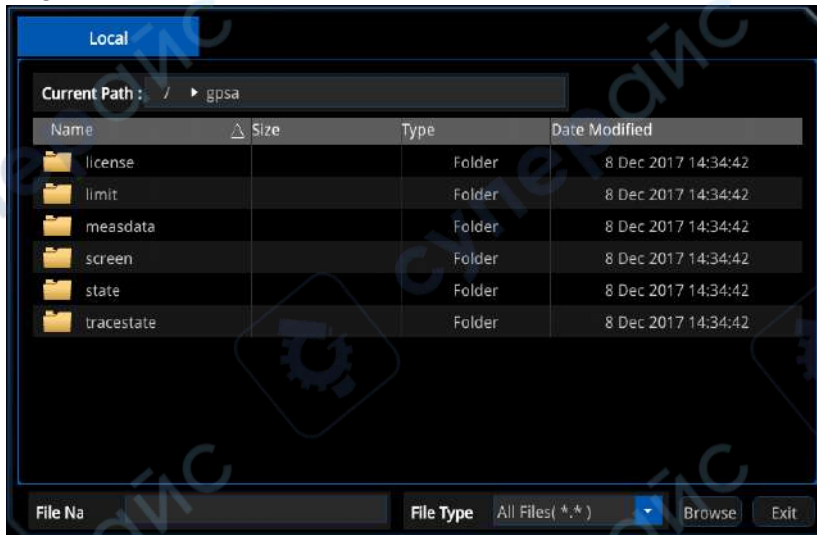 Local
Current Path : / gpsa
Name Size Type Date Modified
license Folder 8 Dec 2017 14:34:42
limit Folder 8 Dec 2017 14:34:42
measdata Folder 8 Dec 2017 14:34:42
screen Folder 8 Dec 2017 14:34:42
state Folder 8 Dec 2017 14:34:42
tracestate Folder 8 Dec 2017 14:34:42
File Na File Type All Files( *.* ) Browse Exit
суперайс